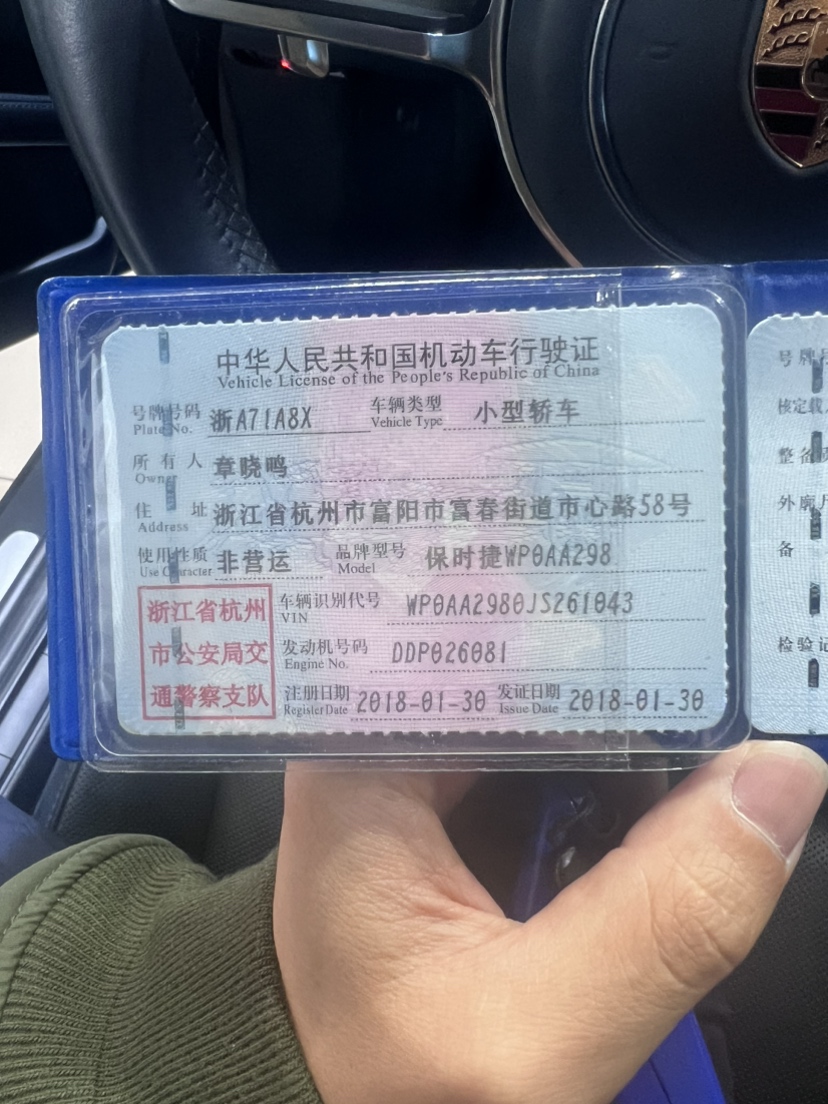 中华人民共和国机动车行驶证
Vehicle License of the People's Republic of China
号牌号码 浙A71A8X 车辆类型 小型轿车
Plate No. Vehicle Type
所有人 章晓鸣
Owner
住址 浙江省杭州市富阳市富春街道市心路58号
Address
使用性质 非营运 品牌型号 保时捷WP0AA298
Use Character Model
浙江省杭州
市公安局交
通警察支队
车辆识别代号 WP0AA2980JS261043
VIN
发动机号码 DDP026081
Engine No.
注册日期 2018-01-30 发证日期 2018-01-30
Register Date Issue Date
号牌
核定载
整备
外廓
备
检验记